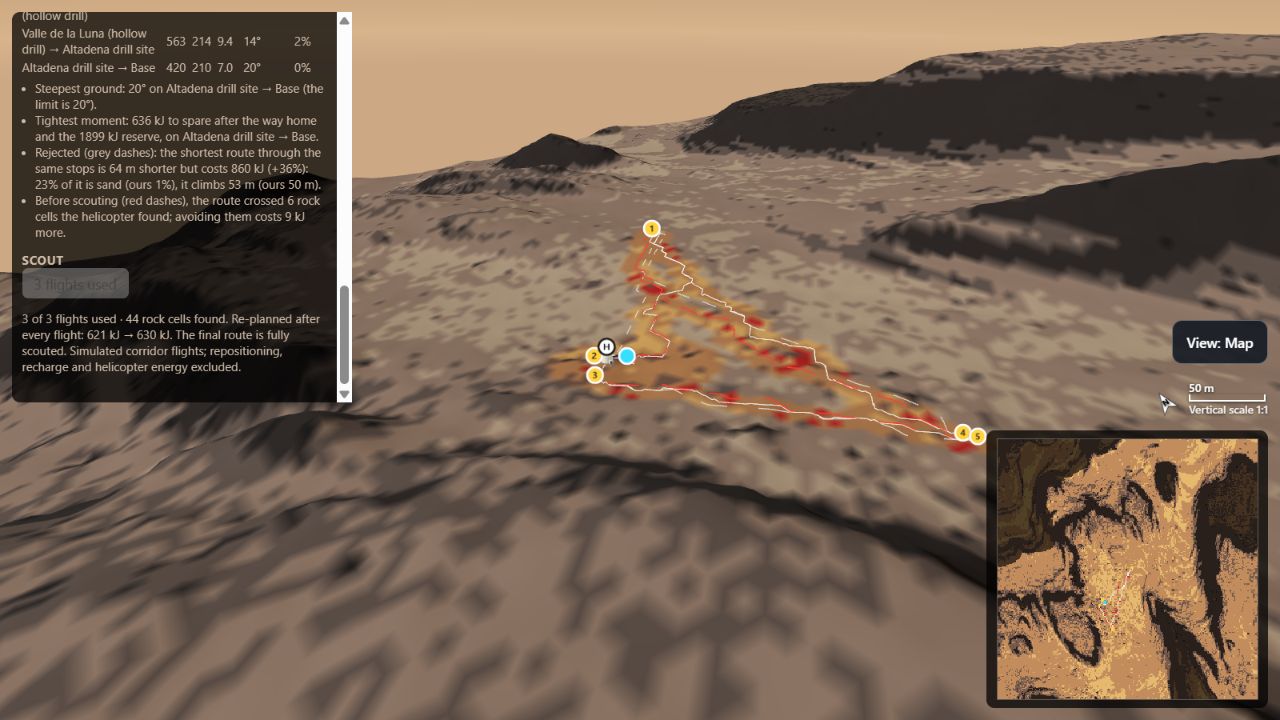 (hollow drill)
Valle de la Luna (hollow drill) → Altadena drill site 563 214 9.4 14° 2%
Altadena drill site → Base 420 210 7.0 20° 0%
• Steepest ground: 20° on Altadena drill site → Base (the
limit is 20°).
• Tightest moment: 636 kJ to spare after the way home
and the 1899 kJ reserve, on Altadena drill site → Base.
• Rejected (grey dashes): the shortest route through the
same stops is 64 m shorter but costs 860 kJ (+36%):
23% of it is sand (ours 1%), it climbs 53 m (ours 50 m).
• Before scouting (red dashes), the route crossed 6 rock
cells the helicopter found; avoiding them costs 9 kJ
more.
SCOUT
3 flights used
3 of 3 flights used · 44 rock cells found. Re-planned after
every flight: 621 kJ → 630 kJ. The final route is fully
scouted. Simulated corridor flights; repositioning,
recharge and helicopter energy excluded.
1
H
2
3
4 5
View: Map
50 m
Vertical scale 1:1